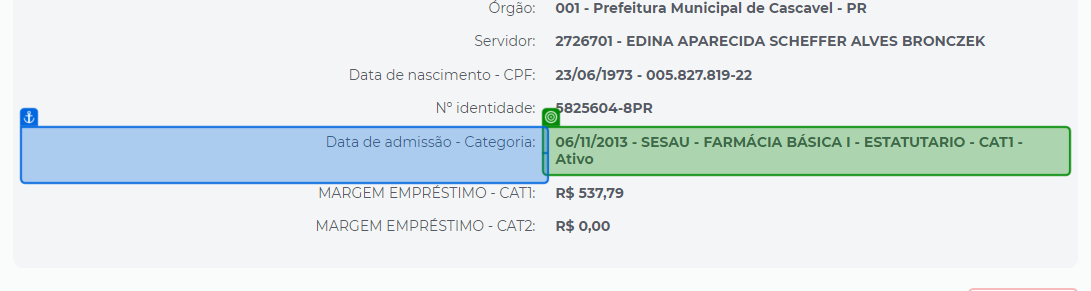 Órgão: 001 - Prefeitura Municipal de Cascavel - PR
Servidor: 2726701 - EDINA APARECIDA SCHEFFER ALVES BRONCZEK
Data de nascimento - CPF: 23/06/1973 - 005.827.819-22
Nº identidade: 5825604-8PR
Data de admissão - Categoria: 06/11/2013 - SESAU - FARMÁCIA BÁSICA I - ESTATUTARIO - CAT1 -
Ativo
MARGEM EMPRÉSTIMO - CAT1: R$ 537,79
MARGEM EMPRÉSTIMO - CAT2: R$ 0,00